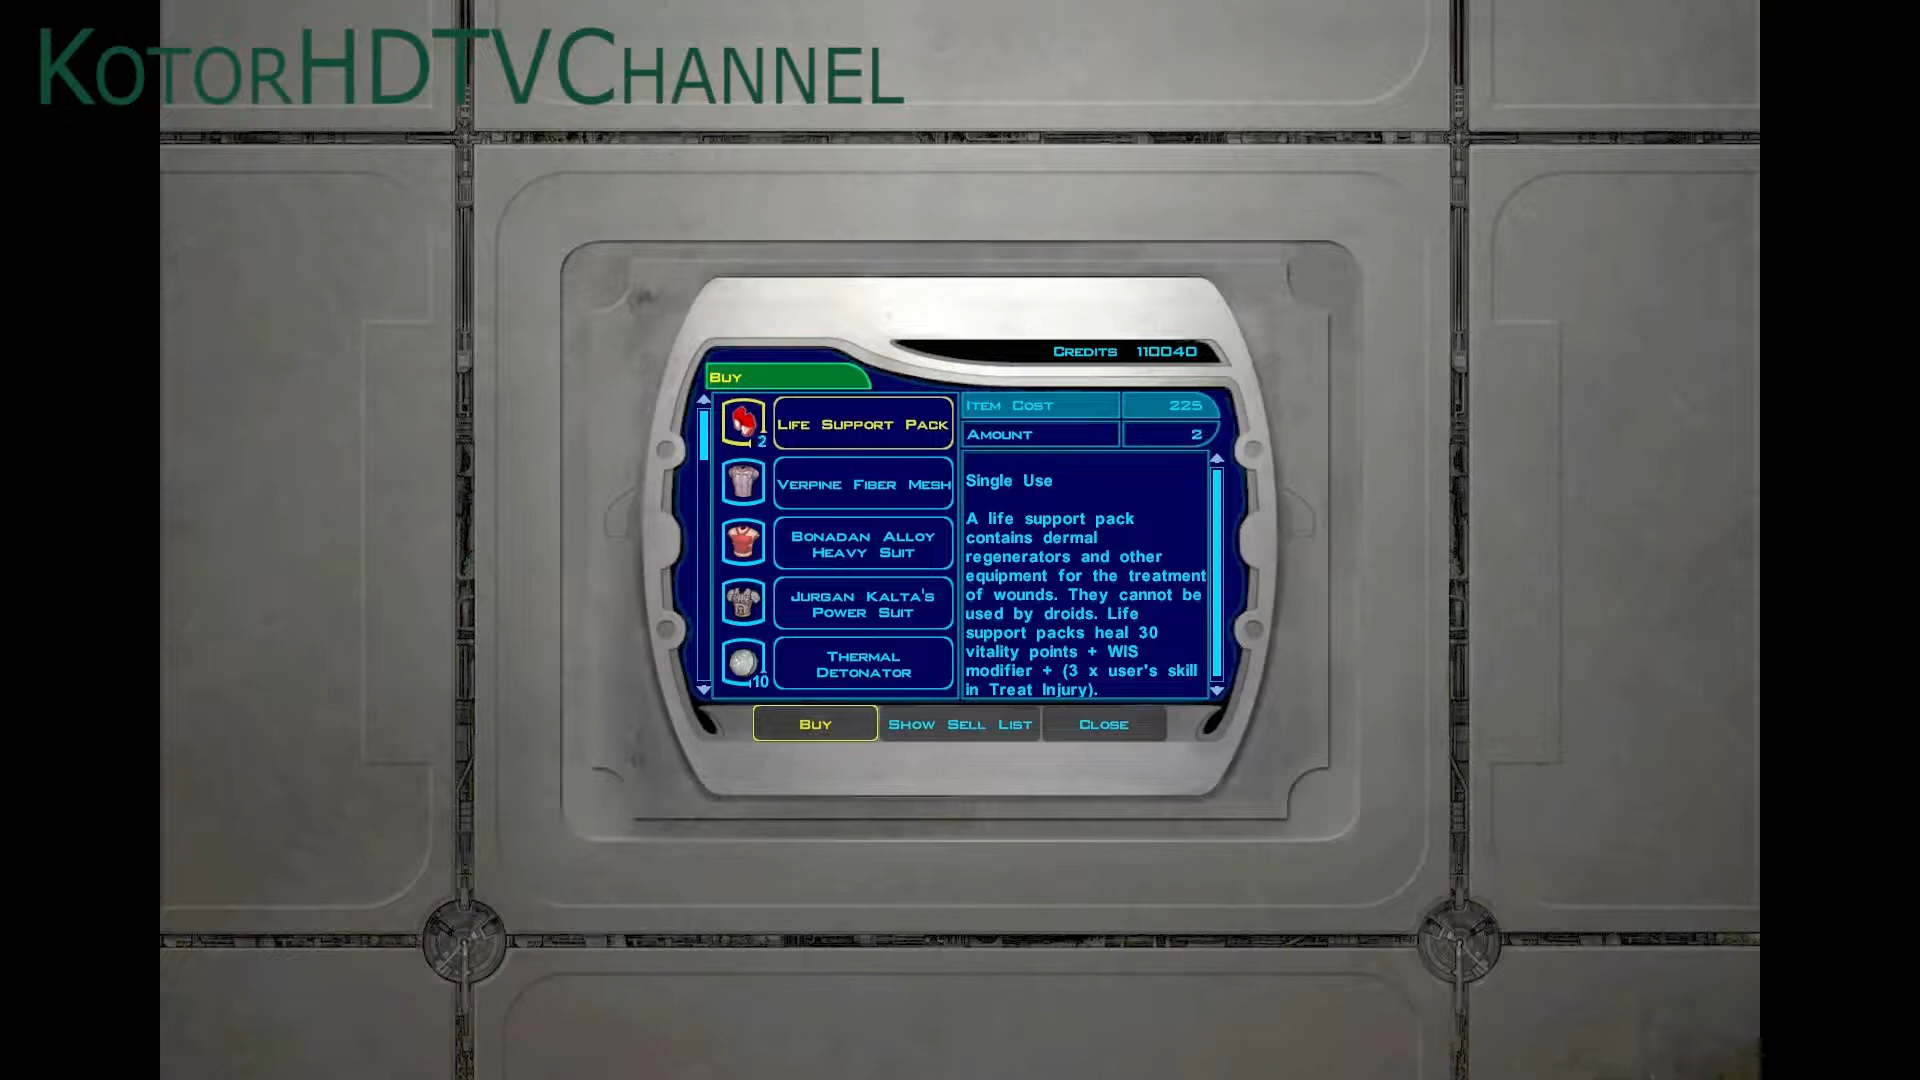 KOTORHDTVCHANNEL
CREDITS 110040
BUY
ITEM COST 225
AMOUNT 2
LIFE SUPPORT PACK
2
VERPINE FIBER MESH
BONADAN ALLOY
HEAVY SUIT
JURGAN KALTA'S
POWER SUIT
THERMAL
DETONATOR
10
Single Use
A life support pack
contains dermal
regenerators and other
equipment for the treatment
of wounds. They cannot be
used by droids. Life
support packs heal 30
vitality points + WIS
modifier + (3 x user's skill
in Treat Injury).
BUY
SHOW SELL LIST
CLOSE